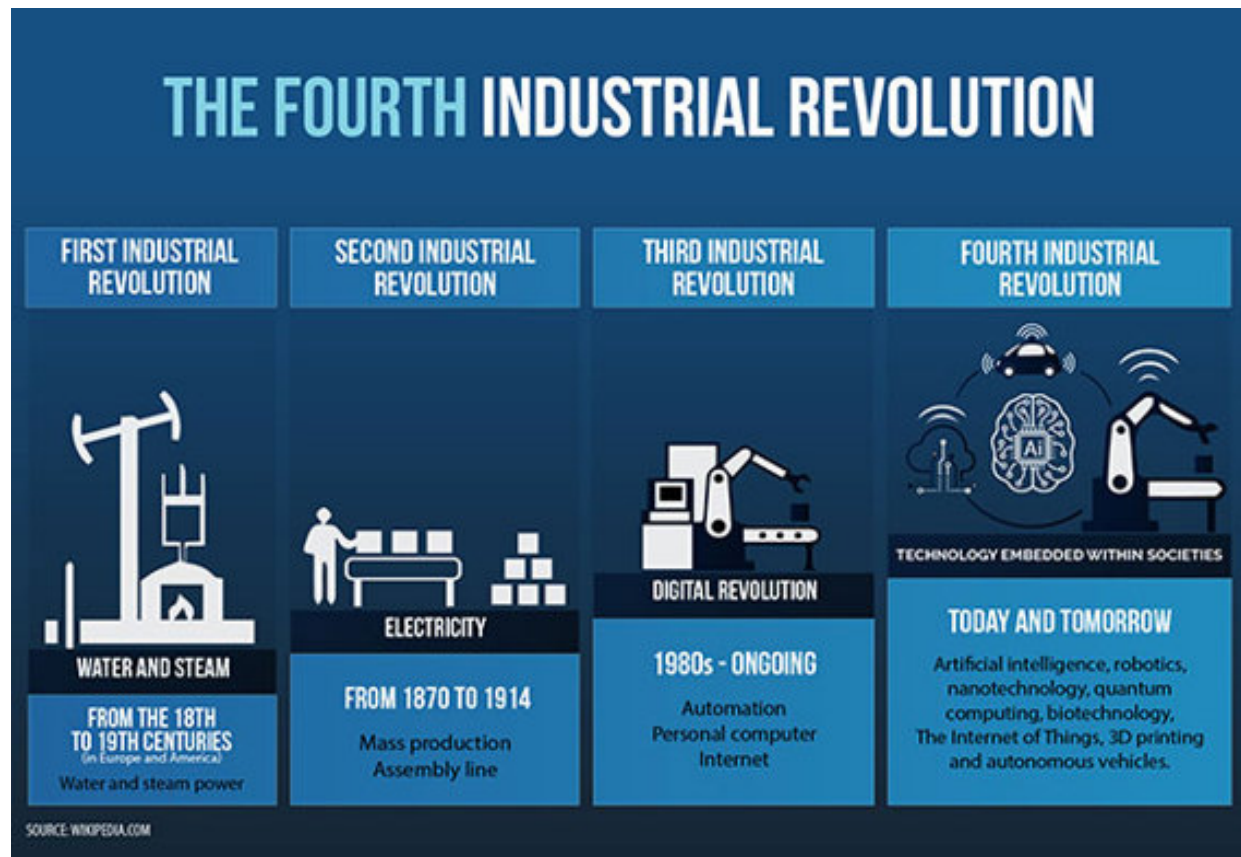 THE FOURTH INDUSTRIAL REVOLUTION
FIRST INDUSTRIAL
REVOLUTION
WATER AND STEAM
FROM THE 18TH
TO 19TH CENTURIES
(in Europe and America)
Water and steam power
SECOND INDUSTRIAL
REVOLUTION
ELECTRICITY
FROM 1870 TO 1914
Mass production
Assembly line
THIRD INDUSTRIAL
REVOLUTION
DIGITAL REVOLUTION
1980s - ONGOING
Automation
Personal computer
Internet
FOURTH INDUSTRIAL
REVOLUTION
Ai
TECHNOLOGY EMBEDDED WITHIN SOCIETIES
TODAY AND TOMORROW
Artificial intelligence, robotics,
nanotechnology, quantum
computing, biotechnology,
The Internet of Things, 3D printing
and autonomous vehicles.
SOURCE: WIKIPEDIA.COM